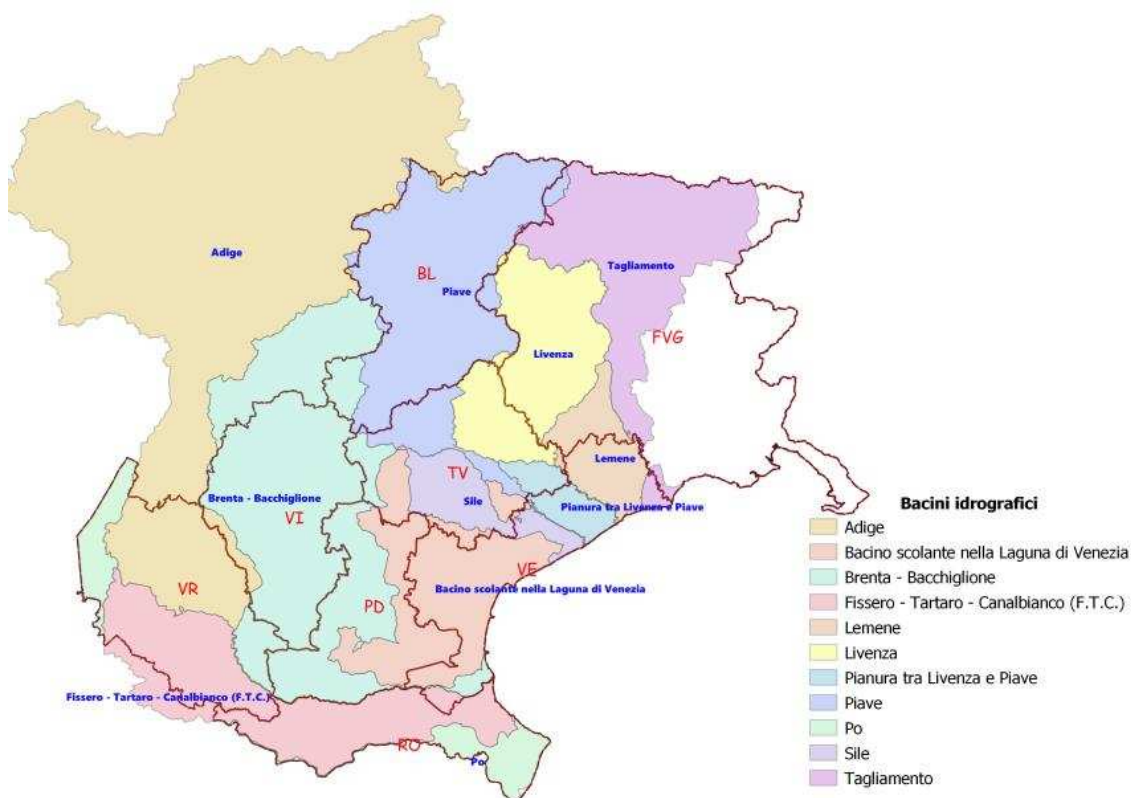 Adige
BL
Piave
Tagliamento
FVG
Livenza
Lemene
TV
Sile
Pianura tra Livenza e Piave
Brenta - Bacchiglione
VI
VR
PD
VE
Bacino scolante nella Laguna di Venezia
Fissero - Tartaro - Canalbianco (F.T.C.)
RO
Po
Bacini idrografici
Adige
Bacino scolante nella Laguna di Venezia
Brenta - Bacchiglione
Fissero - Tartaro - Canalbianco (F.T.C.)
Lemene
Livenza
Pianura tra Livenza e Piave
Piave
Po
Sile
Tagliamento